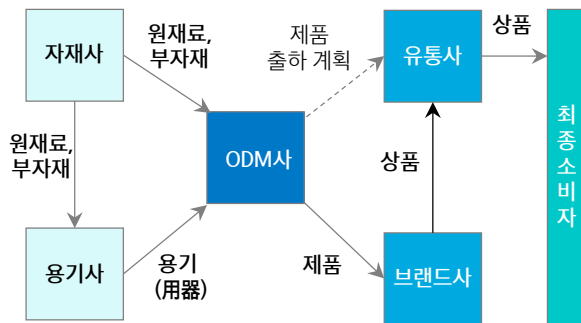 자재사
원재료,
부자재
제품
출하 계획
유통사
상품
최
종
소
비
자
원재료,
부자재
ODM사
상품
용기사
용기
(用器)
제품
브랜드사